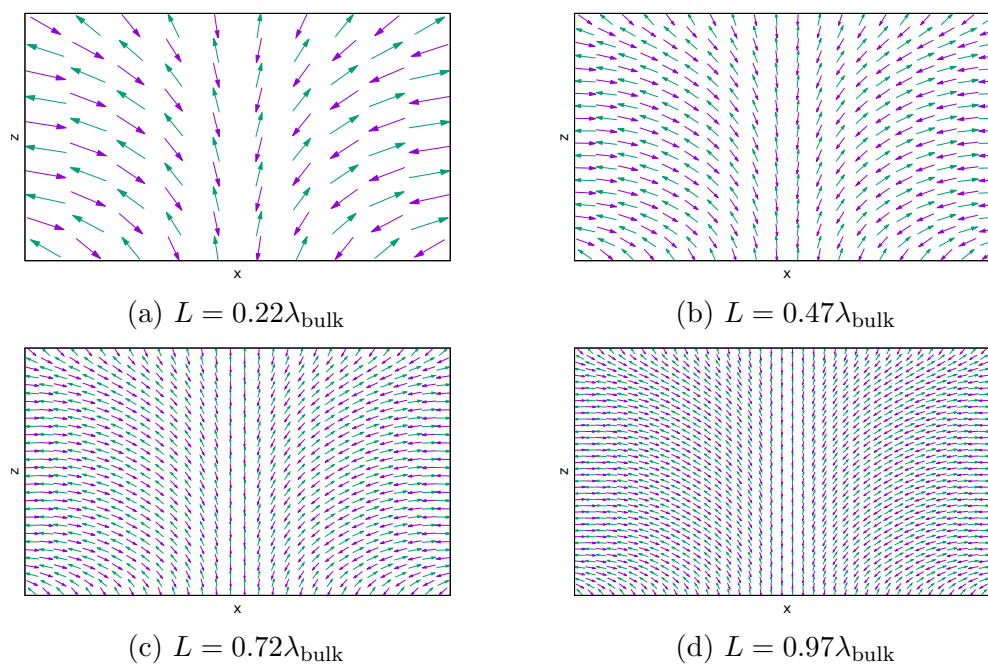 z
z
x
x
(a) L = 0.22λbulk
(b) L = 0.47λbulk
z
z
x
x
(c) L = 0.72λbulk
(d) L = 0.97λbulk